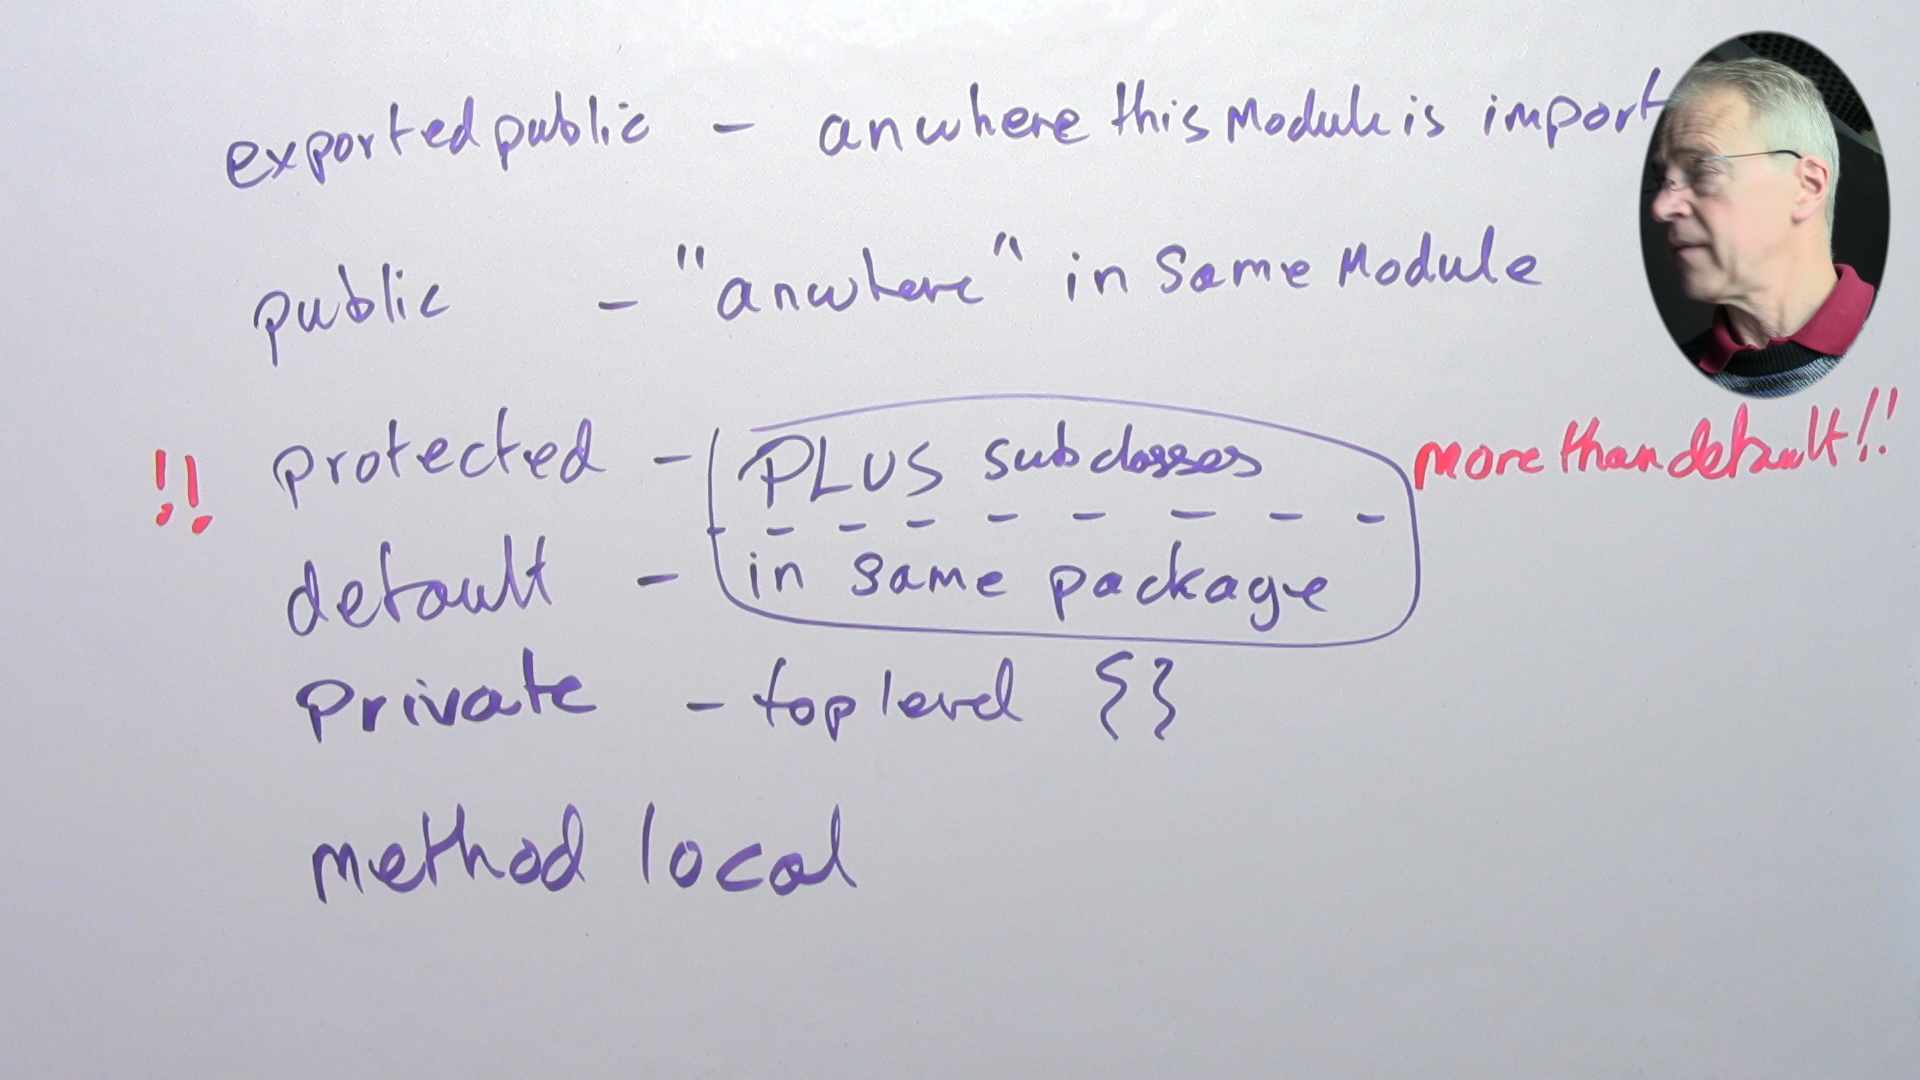 exported public - anwhere this Module is import
public - "anwhere" in Same Module
!! protected - PLUS subclasses more than default!!
default - in same package
Private - top level {}
method local